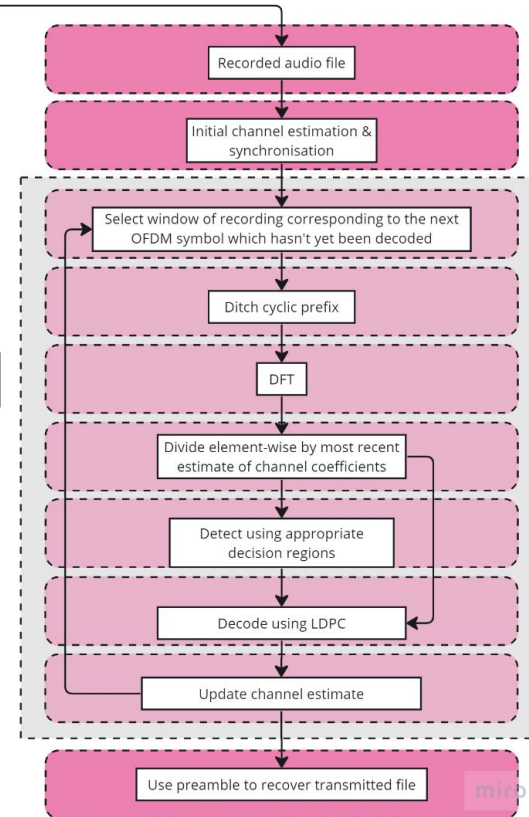 Recorded audio file
Initial channel estimation &
synchronisation
Select window of recording corresponding to the next
OFDM symbol which hasn't yet been decoded
Ditch cyclic prefix
DFT
Divide element-wise by most recent
estimate of channel coefficients
Detect using appropriate
decision regions
Decode using LDPC
Update channel estimate
Use preamble to recover transmitted file
miro